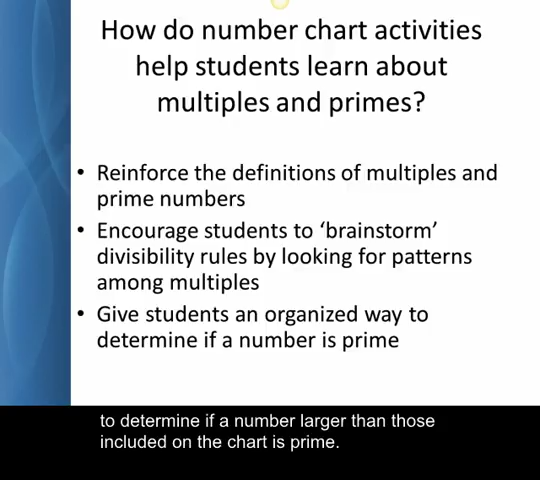 How do number chart activities
help students learn about
multiples and primes?
• Reinforce the definitions of multiples and
prime numbers
• Encourage students to ‘brainstorm’
divisibility rules by looking for patterns
among multiples
• Give students an organized way to
determine if a number is prime
to determine if a number larger than those
included on the chart is prime.